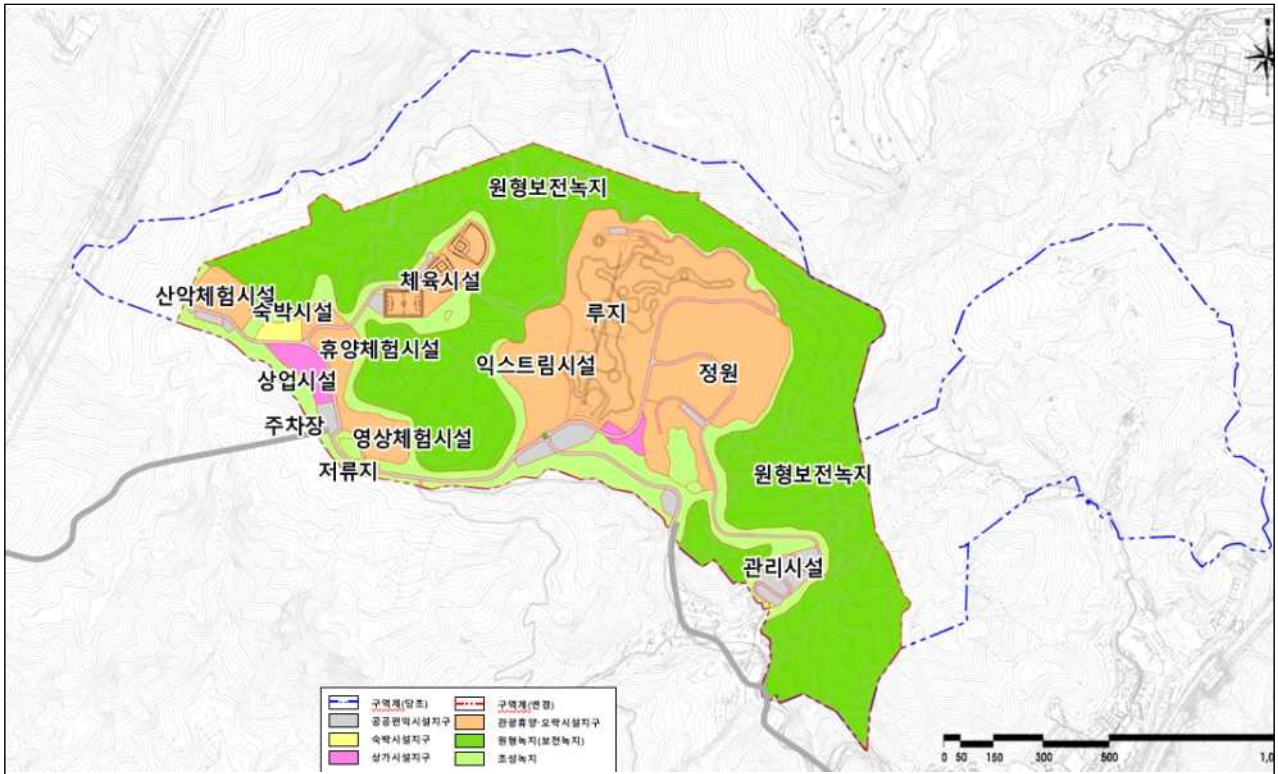 원형보전녹지
체육시설
산악체험시설
숙박시설
루지
휴양체험시설
익스트림시설
정원
상업시설
주차장
영상체험시설
저류지
원형보전녹지
관리시설
구역계(당초) 구역계(변경)
공공편익시설지구 관광휴양·오락시설지구
숙박시설지구 원형녹지(보전녹지)
상가시설지구 조성녹지
0 50 150 300 500 1,0